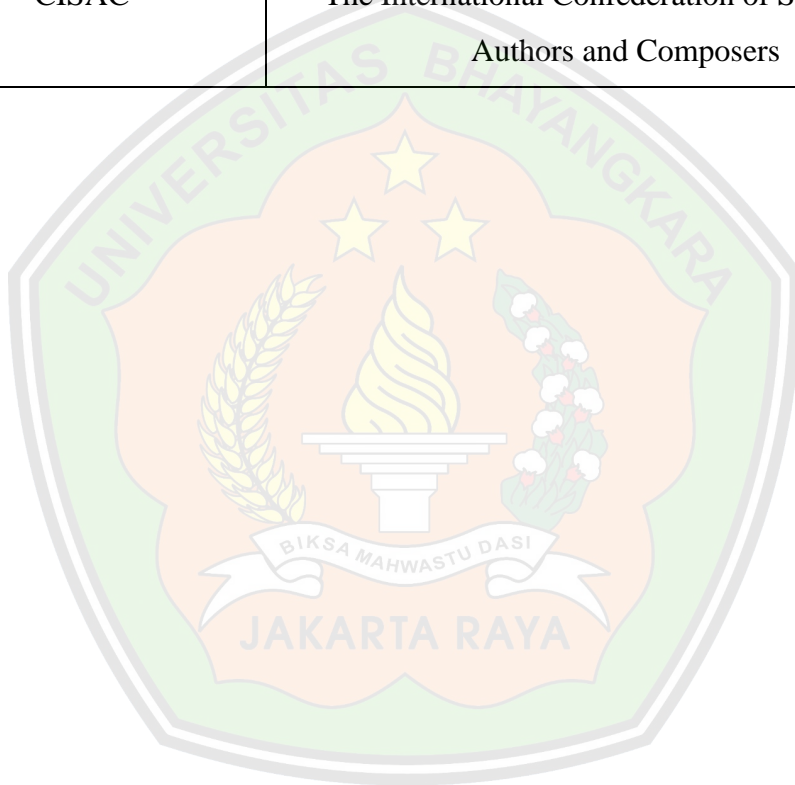 CISAC
The International Confederation of S
Authors and Composers
UNIVERSITAS BHAYANGKARA
BIKSA MAHWASTU DASI
JAKARTA RAYA